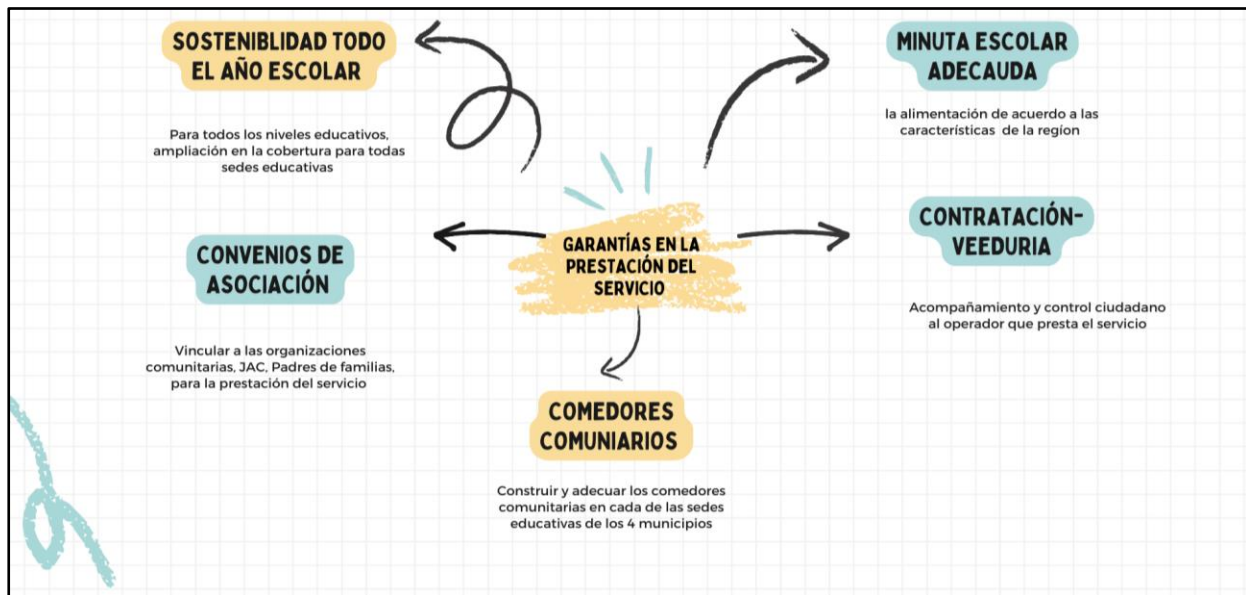 SOSTENIBLIDAD TODO
EL AÑO ESCOLAR
Para todos los niveles educativos,
ampliación en la cobertura para todas
sedes educativas
MINUTA ESCOLAR
ADECAUDA
la alimentación de acuerdo a las
características de la regíon
GARANTÍAS EN LA
PRESTACIÓN DEL
SERVICIO
CONVENIOS DE
ASOCIACIÓN
Vincular a las organizaciones
comunitarias, JAC, Padres de familias,
para la prestación del servicio
CONTRATACIÓN-
VEEDURIA
Acompañamiento y control ciudadano
al operador que presta el servicio
COMEDORES
COMUNIARIOS
Construir y adecuar los comedores
comunitarias en cada de las sedes
educativas de los 4 municipios